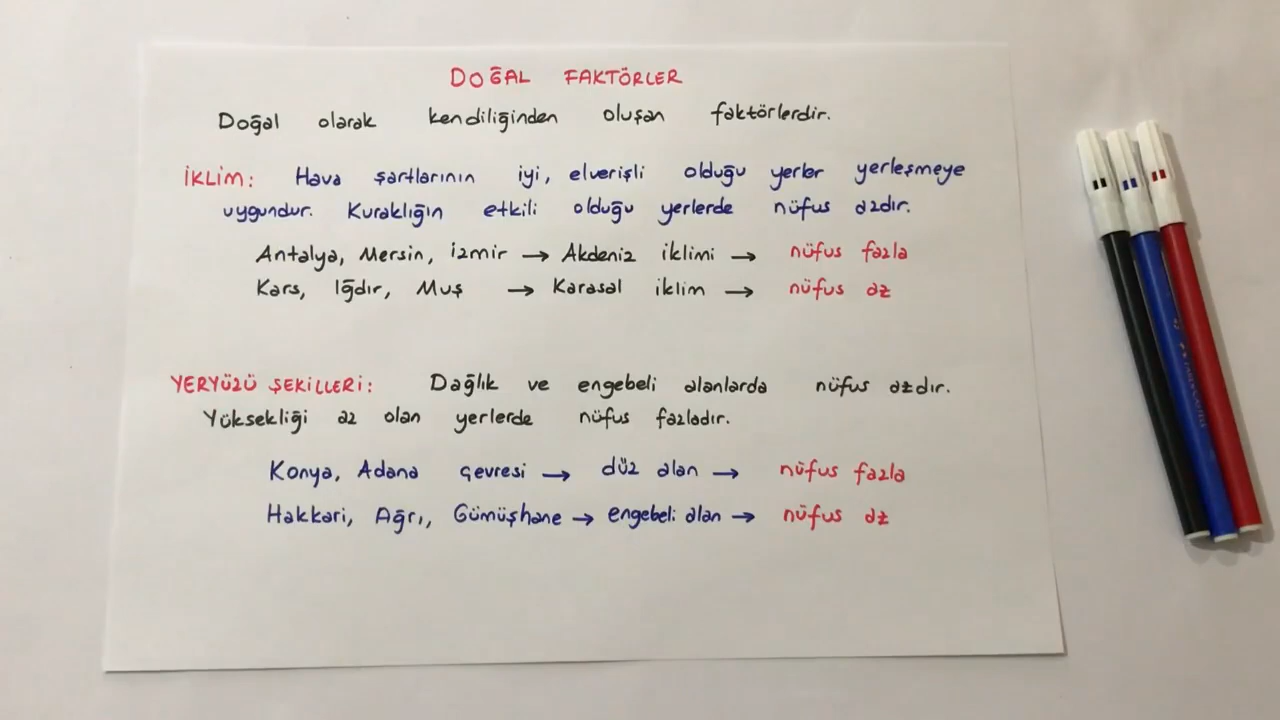 DOĞAL FAKTÖRLER
Doğal olarak kendiliğinden oluşan faktörlerdir.
İKLİM: Hava şartlarının iyi, elverişli olduğu yerler yerleşmeye
uygundur. Kuraklığın etkili olduğu yerlerde nüfus azdır.
Antalya, Mersin, İzmir → Akdeniz iklimi → nüfus fazla
Kars, Iğdır, Muş → Karasal iklim → nüfus az
YERYÜZÜ ŞEKİLLERİ: Dağlık ve engebeli alanlarda nüfus azdır.
Yüksekliği az olan yerlerde nüfus fazladır.
Konya, Adana çevresi → düz alan → nüfus fazla
Hakkari, Ağrı, Gümüşhane → engebeli alan → nüfus az